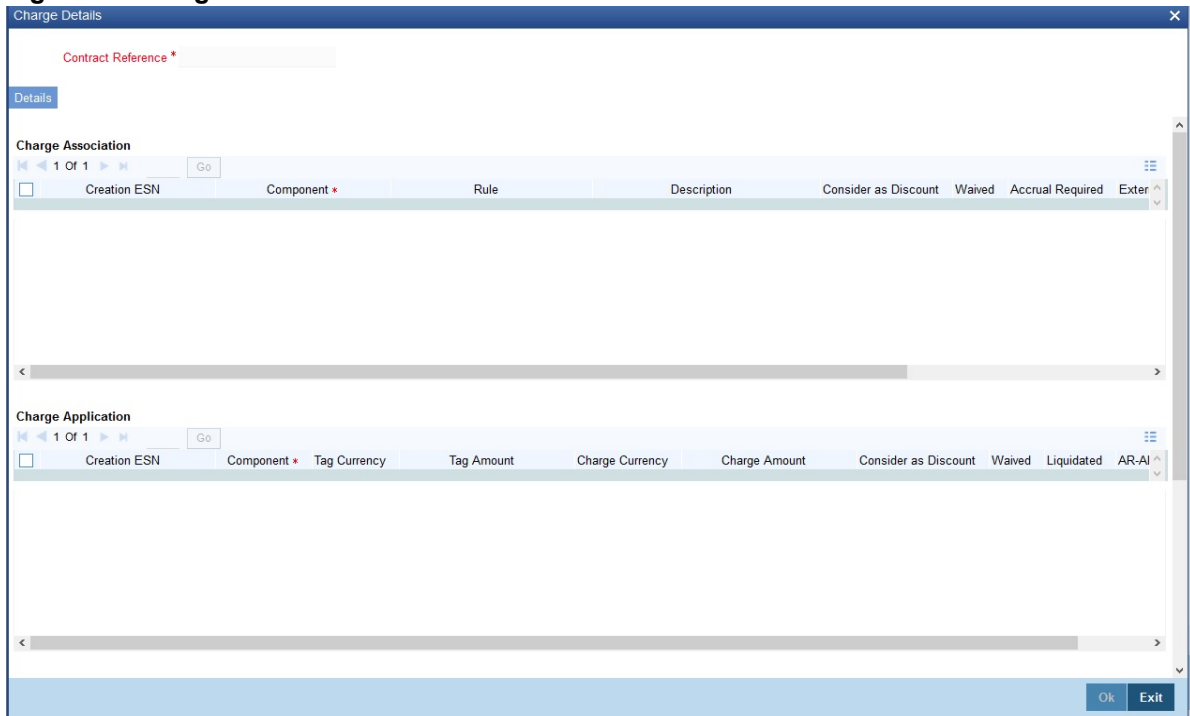 Charge Details
Contract Reference *
Details
Charge Association
1 Of 1 Go
Creation ESN Component * Rule Description Consider as Discount Waived Accrual Required Exter
Charge Application
1 Of 1 Go
Creation ESN Component * Tag Currency Tag Amount Charge Currency Charge Amount Consider as Discount Waived Liquidated AR-A
Ok Exit